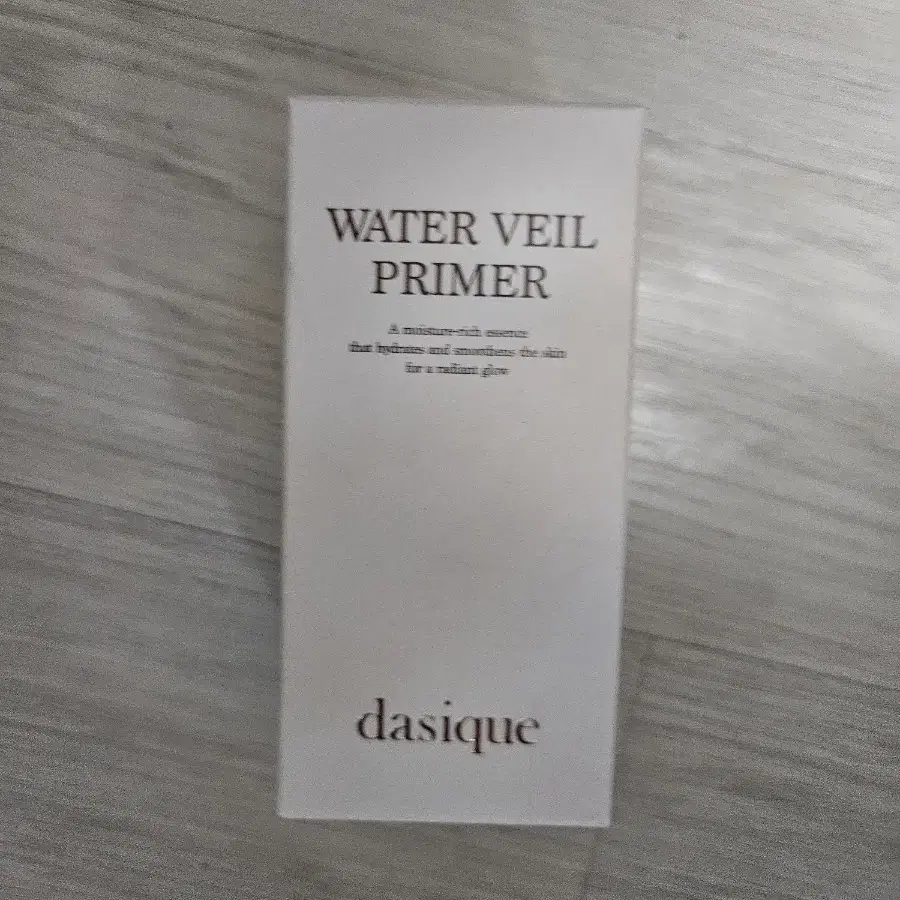 WATER VEIL
PRIMER
A moisture-rich essence
that hydrates and smoothens the skin
for a radiant glow
dasique